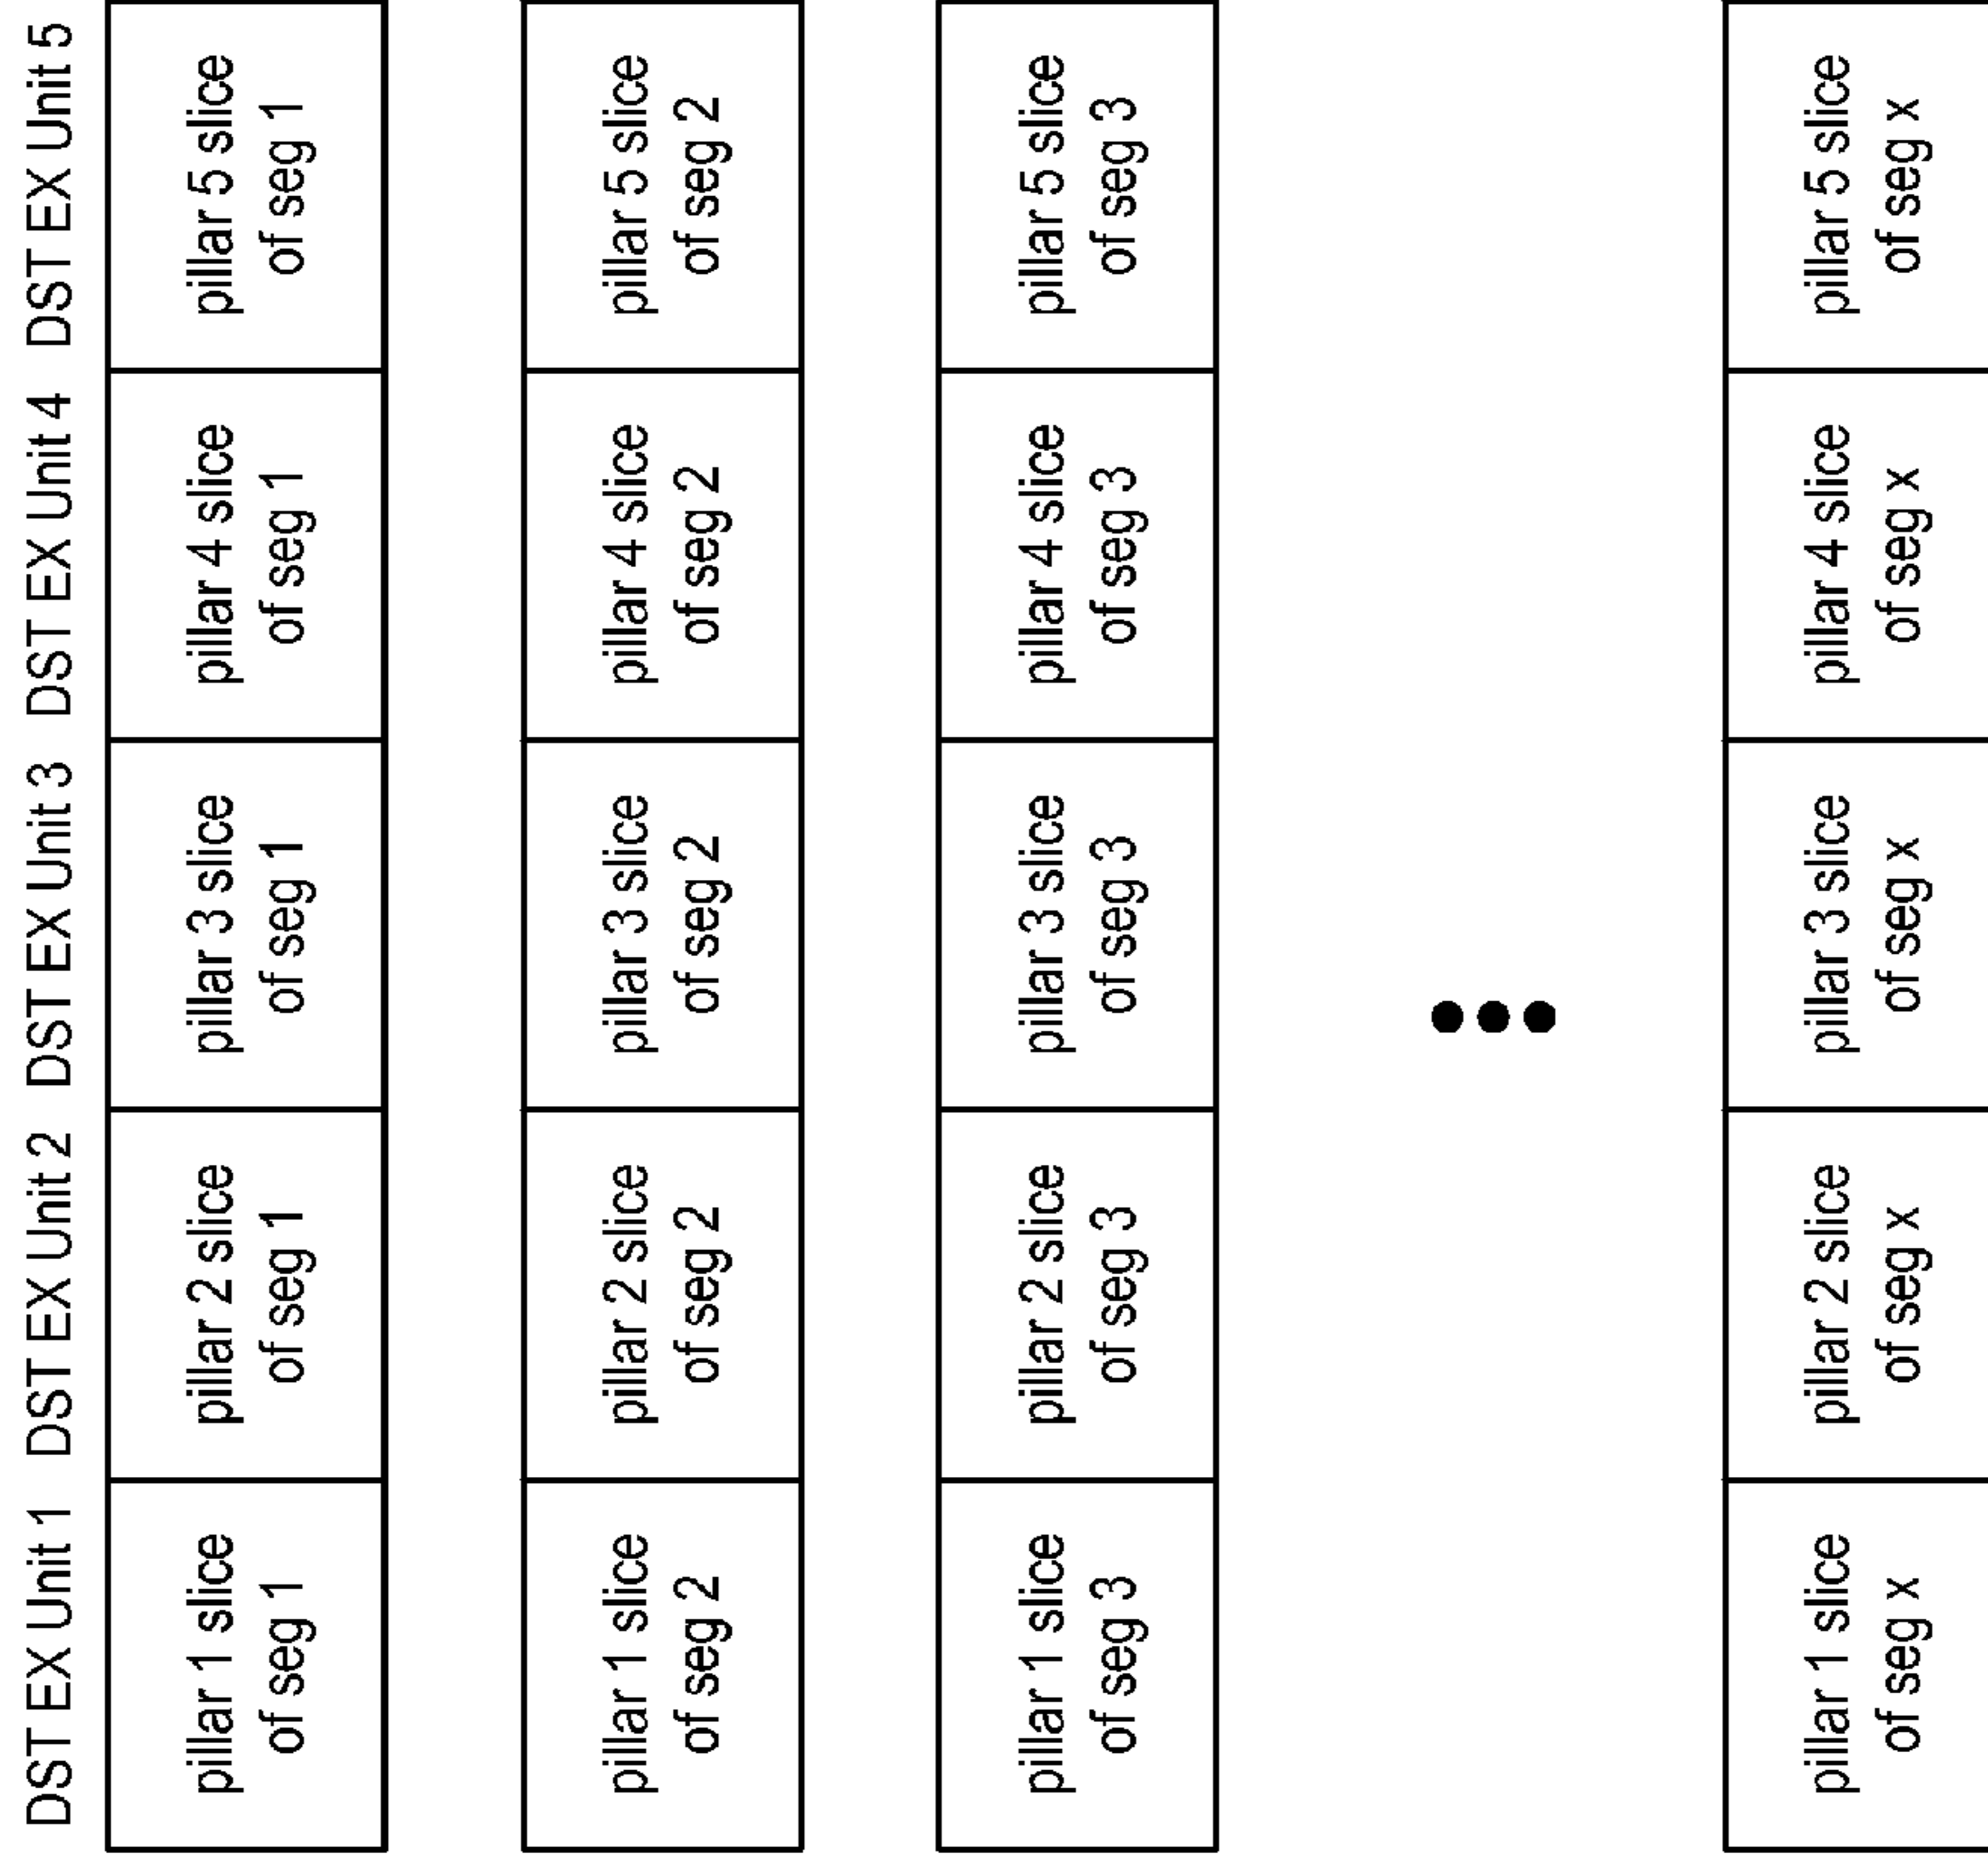 DST EX Unit 1 DST EX Unit 2 DST EX Unit 3 DST EX Unit 4 DST EX Unit 5
pillar 1 slice
of seg 1
pillar 2 slice
of seg 1
pillar 3 slice
of seg 1
pillar 4 slice
of seg 1
pillar 5 slice
of seg 1
pillar 1 slice
of seg 2
pillar 2 slice
of seg 2
pillar 3 slice
of seg 2
pillar 4 slice
of seg 2
pillar 5 slice
of seg 2
pillar 1 slice
of seg 3
pillar 2 slice
of seg 3
pillar 3 slice
of seg 3
pillar 4 slice
of seg 3
pillar 5 slice
of seg 3
pillar 1 slice
of seg x
pillar 2 slice
of seg x
pillar 3 slice
of seg x
pillar 4 slice
of seg x
pillar 5 slice
of seg x